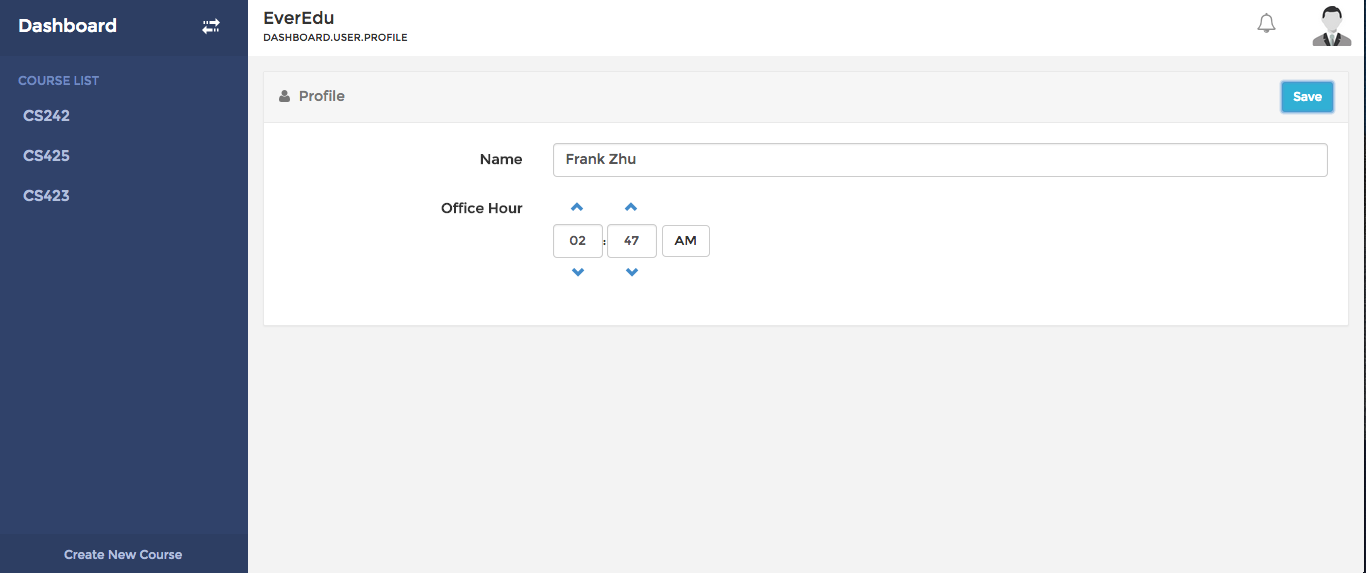 Dashboard
COURSE LIST
CS242
CS425
CS423
Create New Course
EverEdu
DASHBOARD.USER.PROFILE
Profile
Save
Name
Frank Zhu
Office Hour
02 : 47 AM